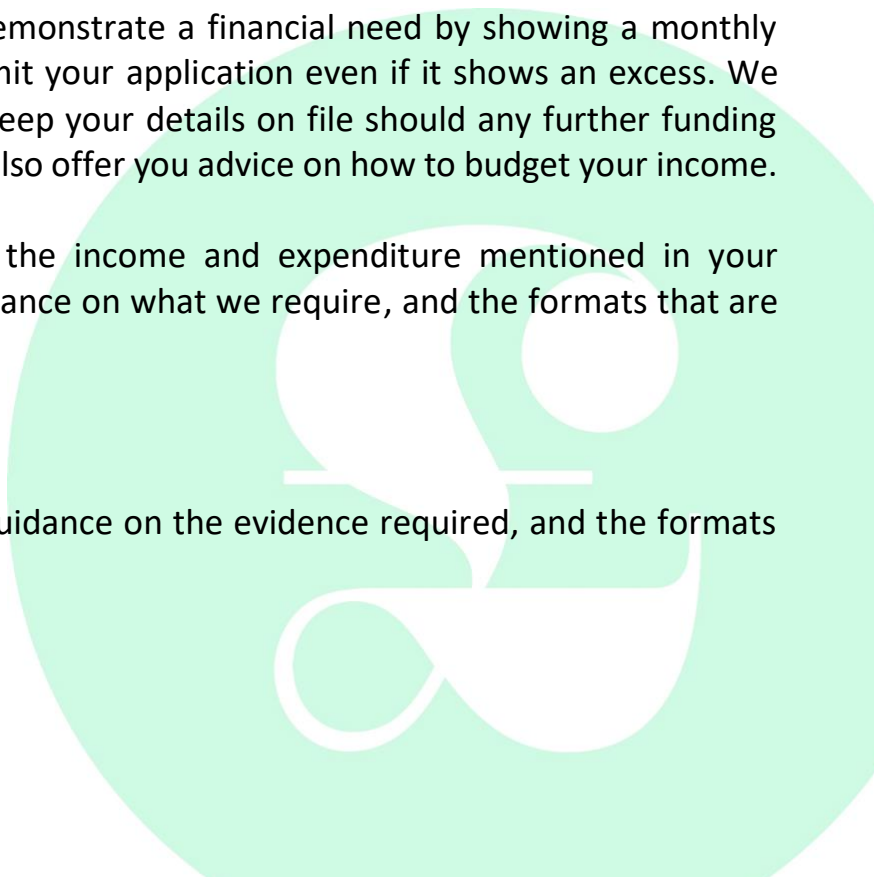 emonstrate a financial need by showing a monthly
mit your application even if it shows an excess. We
eep your details on file should any further funding
also offer you advice on how to budget your income.
the income and expenditure mentioned in your
ance on what we require, and the formats that are
uidance on the evidence required, and the formats
£